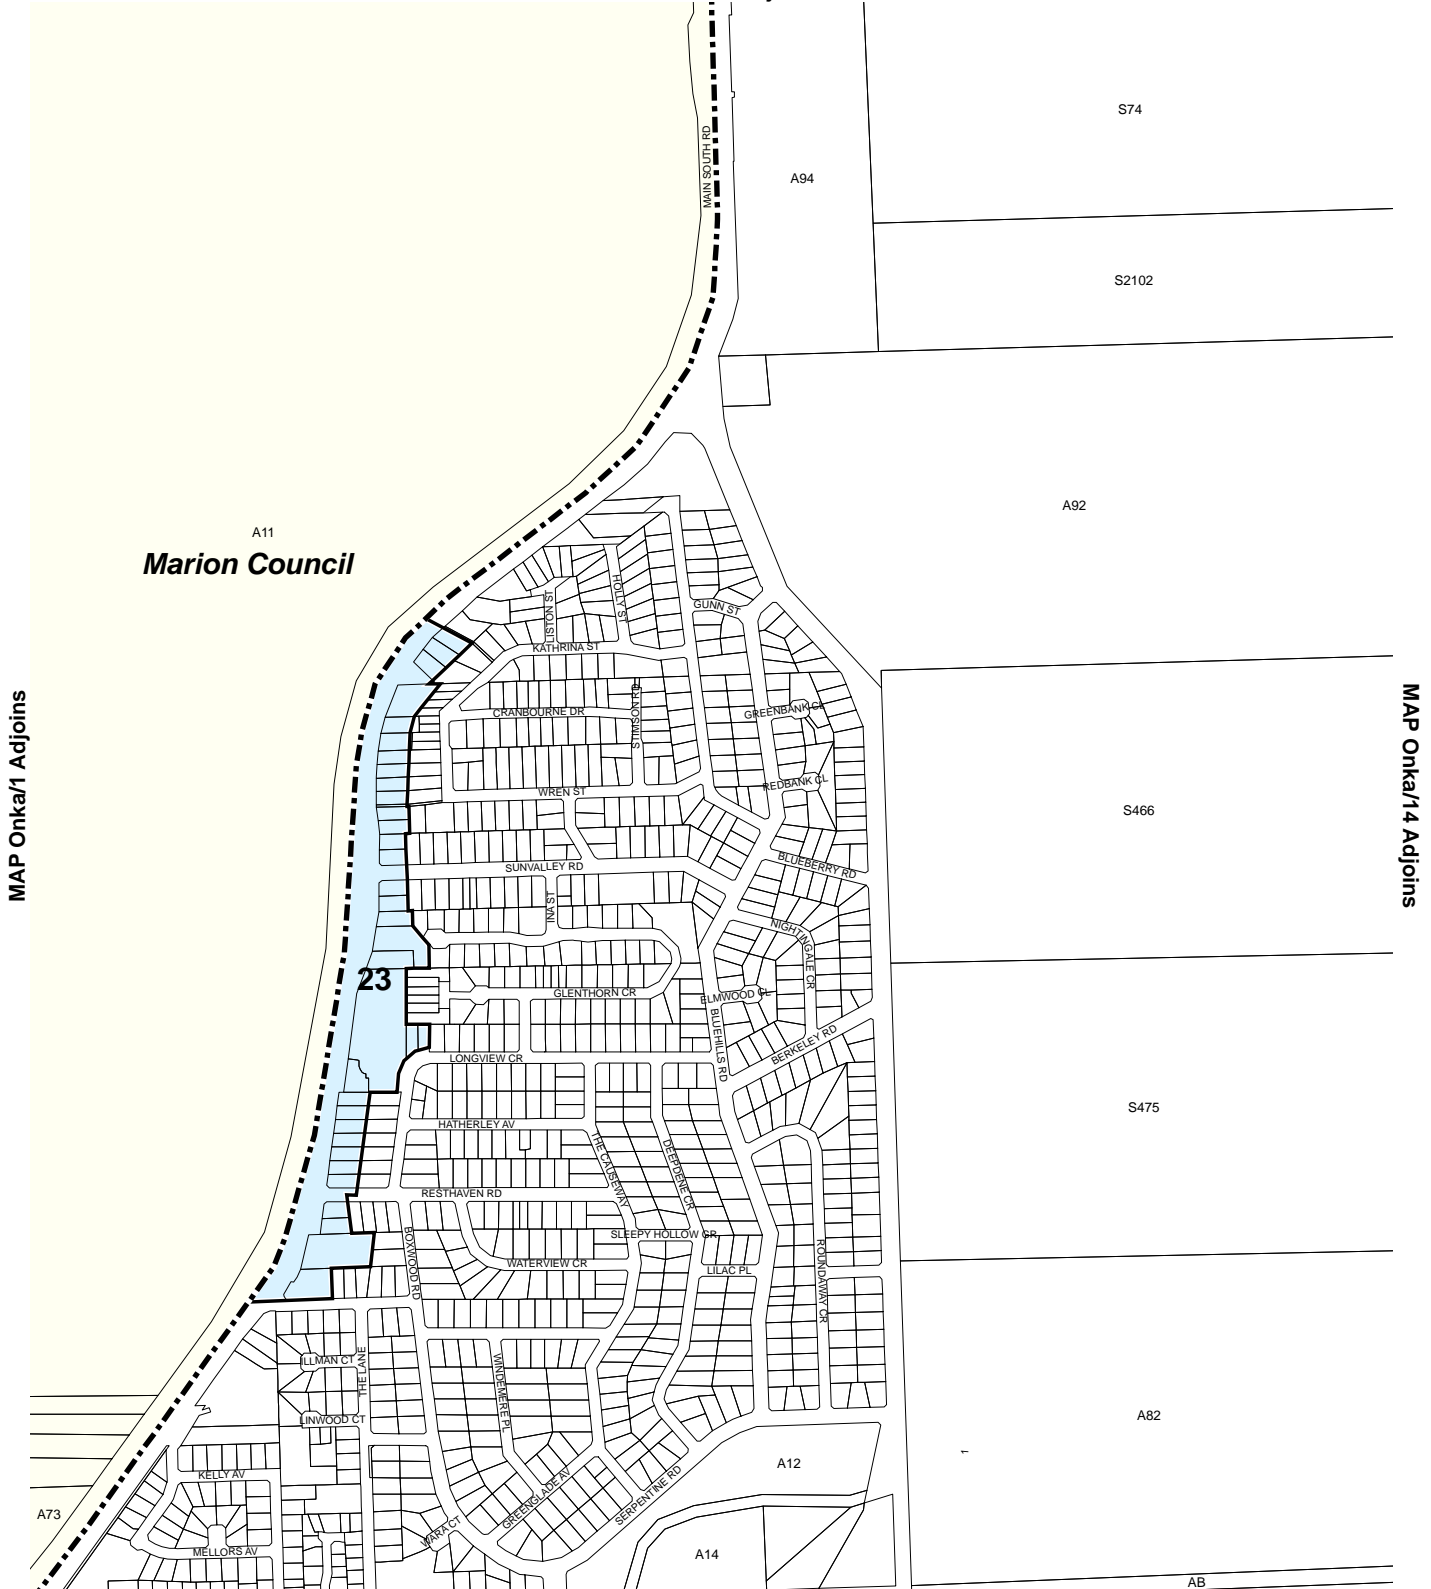 S74
MAIN SOUTH RD
A94
S2102
A92
A11
Marion Council
HOLLY ST
LISTON ST
GUNN ST
KATHRINA ST
MAP Onka/1 Adjoins
MAP Onka/14 Adjoins
CRANBOURNE DR
STIMSON RD
GREENBANK CL
REDBANK CL
WREN ST
S466
SUNVALLEY RD
BLUEBERRY RD
INA ST
NIGHTINGALE CR
23
GLENTHORN CR
ELMWOOD CL
BLUEHILLS RD
BERKELEY RD
LONGVIEW CR
S475
HATHERLEY AV
THE CAUSEWAY
DEEPDENE CR
RESTHAVEN RD
SLEEPY HOLLOW GR
BOXWOOD RD
WATERVIEW CR
LILAC PL
ROUNDAWAY CR
ILLMAN CT
THE LANE
WINDEMERE PL
LINWOOD CT
A82
1
A12
KELLY AV
GREENGLADE AV
SERPENTINE RD
A73
WARA CT
MELLORS AV
A14
AB